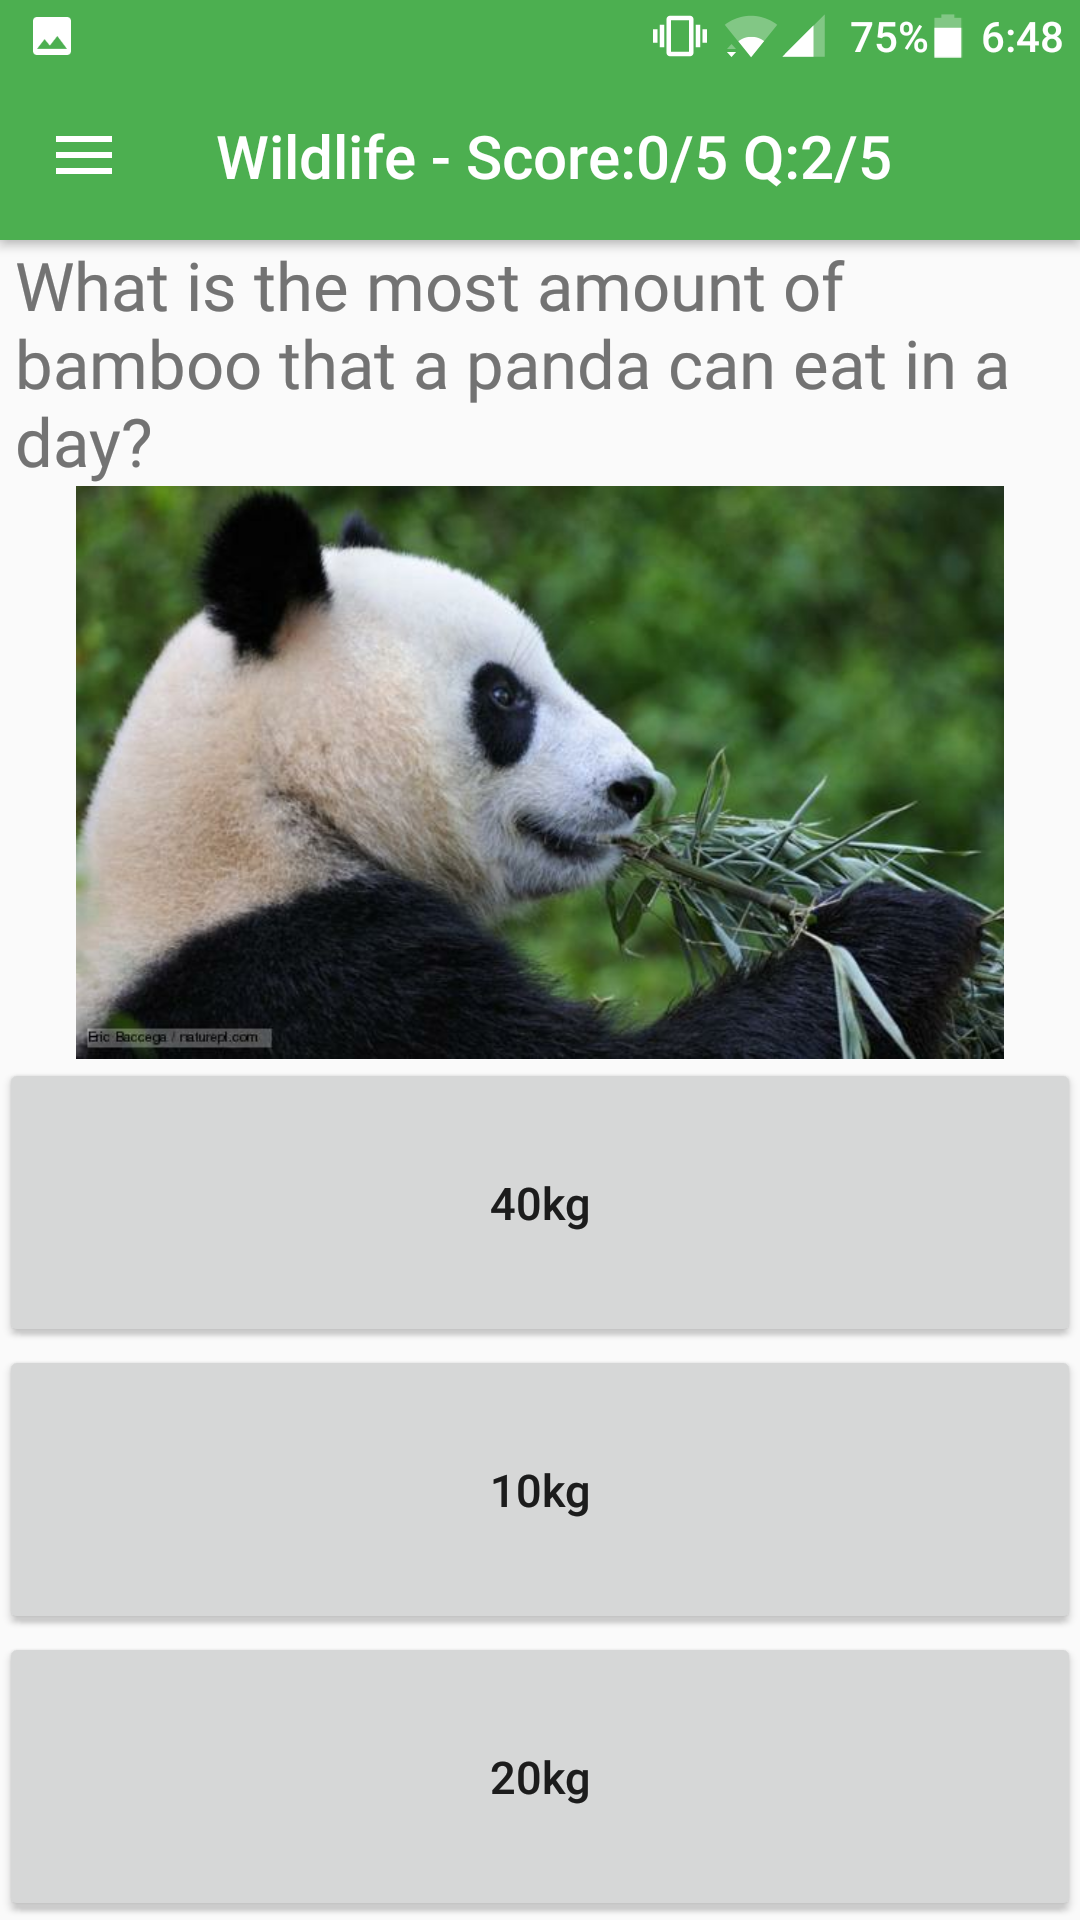 75% 6:48
Wildlife - Score:0/5 Q:2/5
What is the most amount of
bamboo that a panda can eat in a
day?
Eric Baccega / naturepl.com
40kg
10kg
20kg